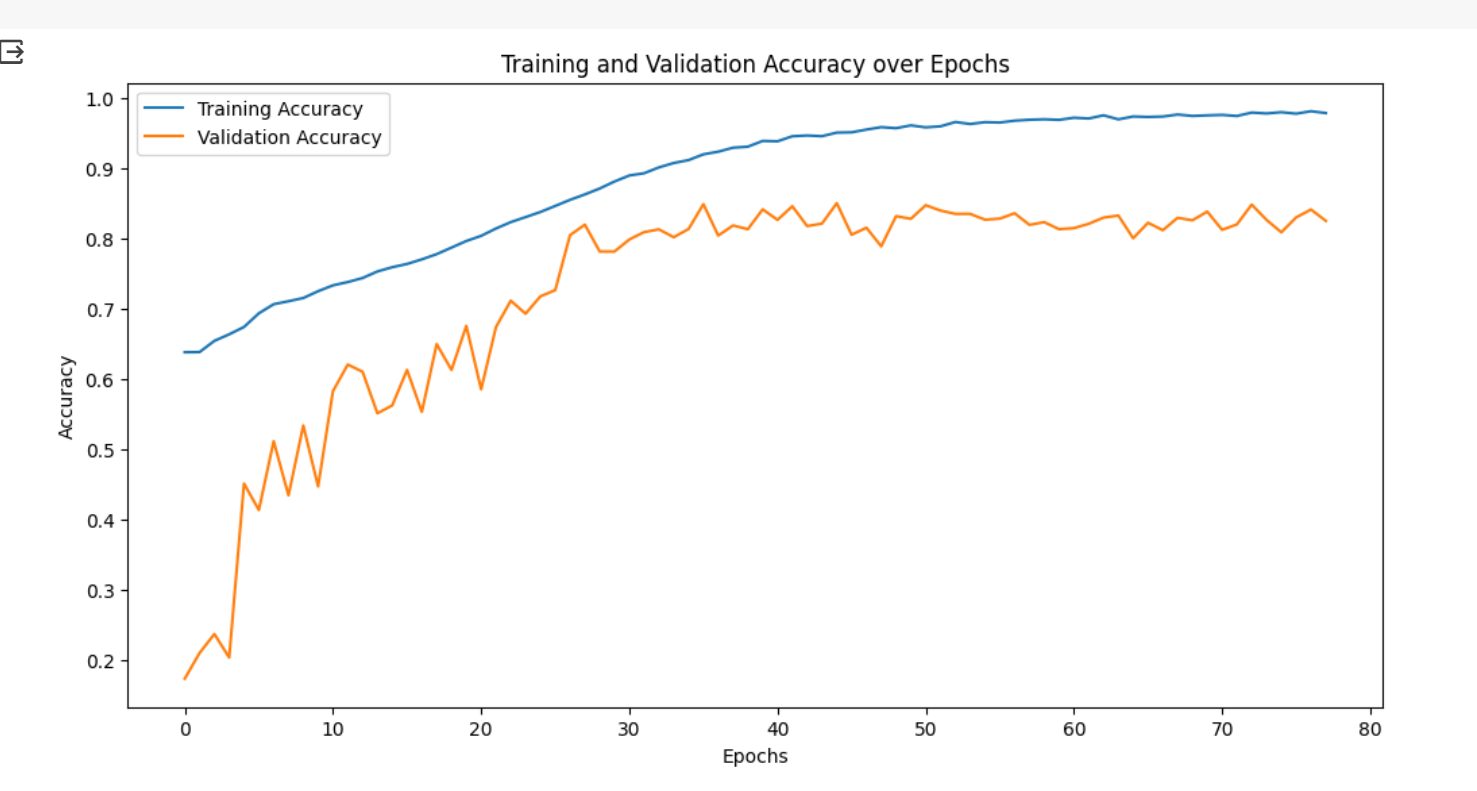 Training and Validation Accuracy over Epochs
Training Accuracy
Validation Accuracy
1.0
0.9
0.8
0.7
0.6
0.5
0.4
0.3
0.2
Accuracy
0 10 20 30 40 50 60 70 80
Epochs